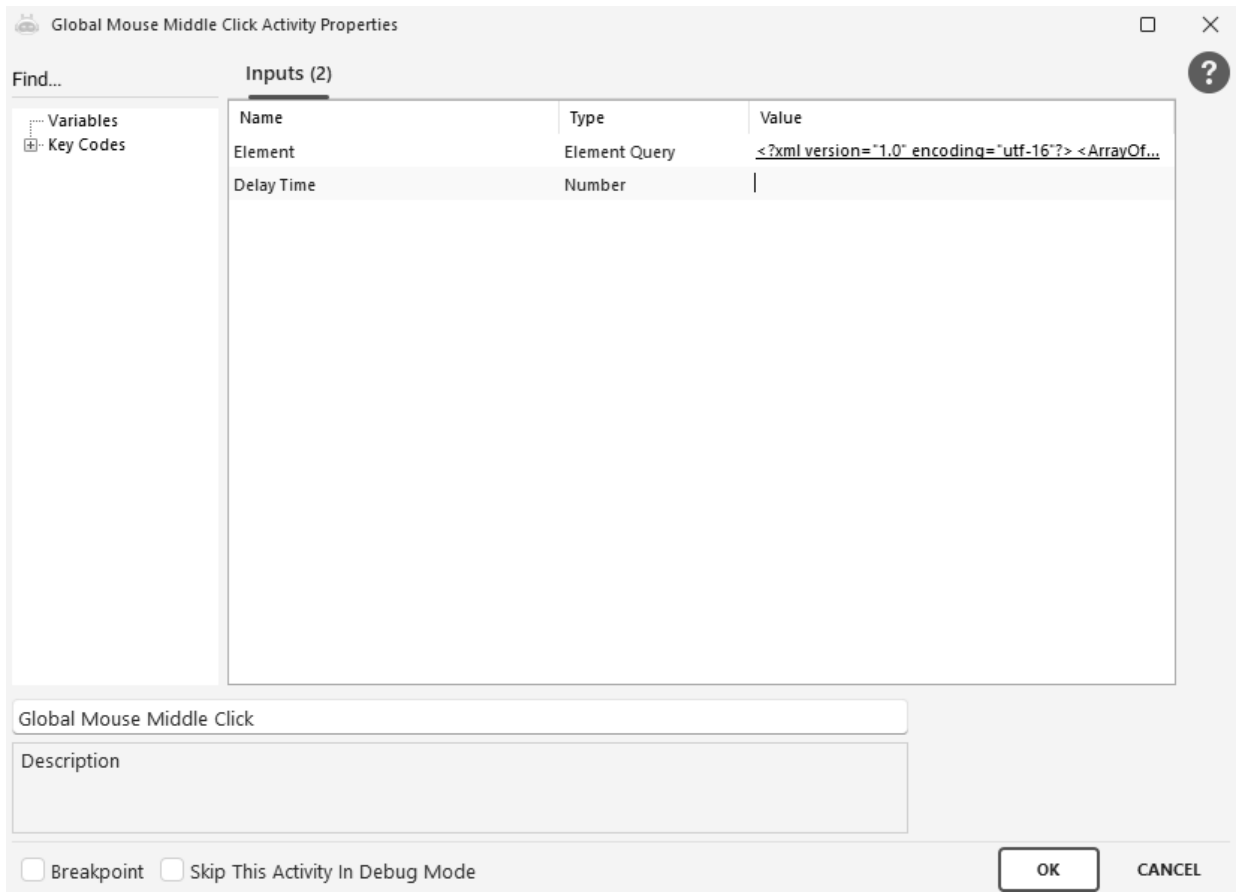 Global Mouse Middle Click Activity Properties
Find...
Inputs (2)
?
Variables
Key Codes
Name Type Value
Element Element Query <?xml version="1.0" encoding="utf-16"?> <ArrayOf...
Delay Time Number
Global Mouse Middle Click
Description
Breakpoint Skip This Activity In Debug Mode OK CANCEL